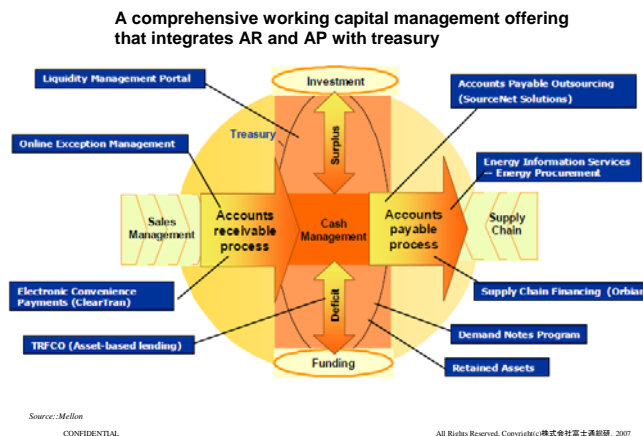 A comprehensive working capital management offering
that integrates AR and AP with treasury
Liquidity Management Portal
Investment
Accounts Payable Outsourcing
(SourceNet Solutions)
Treasury
Surplus
Online Exception Management
Energy Information Services
— Energy Procurement
Sales
Management
Accounts
receivable
process
Cash
Management
Accounts
payable
process
Supply
Chain
Electronic Convenience
Payments (ClearTran)
Deficit
Supply Chain Financing (Orbian
TRFCO (Asset-based lending)
Demand Notes Program
Funding
Retained Assets
Source::Mellon
CONFIDENTIAL
All Rights Reserved, Copyright(c)株式会社富士通総研, 2007